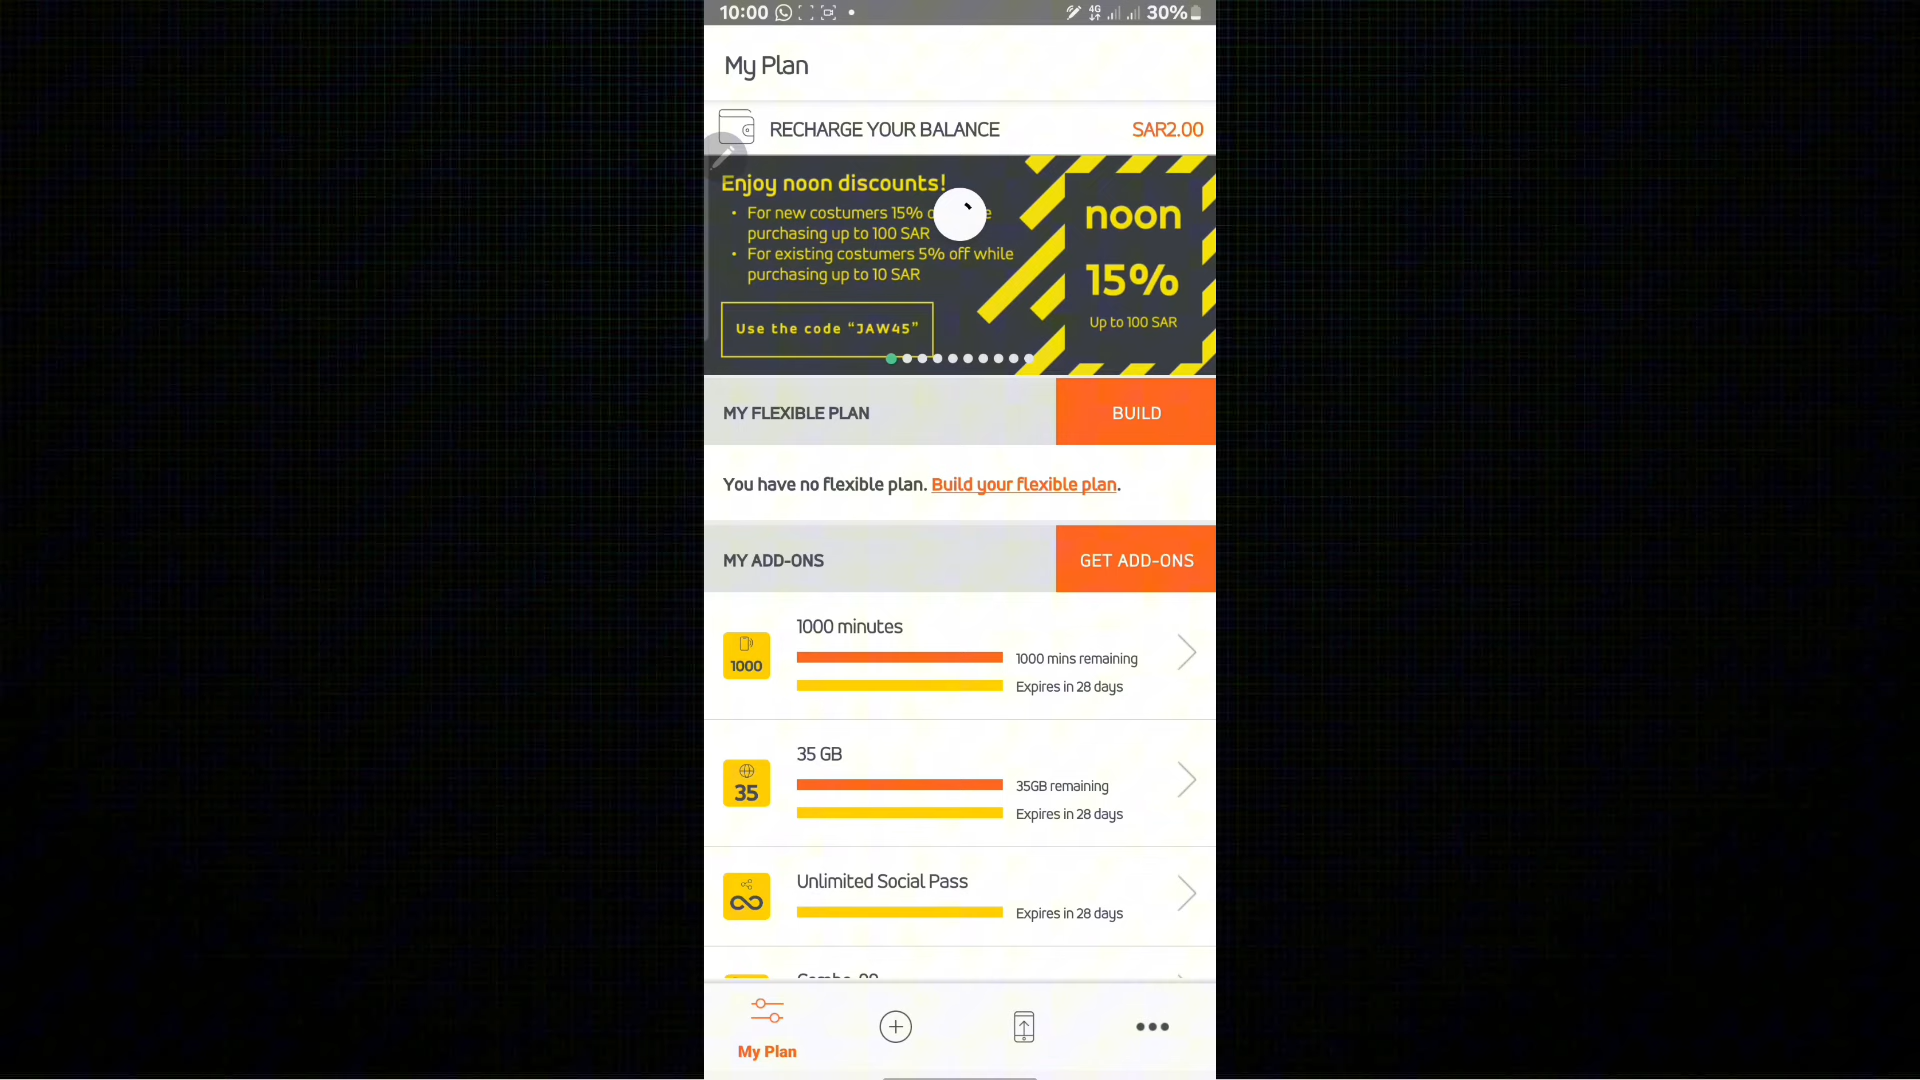 10:00 4G 30%
My Plan
RECHARGE YOUR BALANCE SAR2.00
Enjoy noon discounts!
• For new costumers 15%
purchasing up to 100 SAR
• For existing costumers 5% off while
purchasing up to 10 SAR
Use the code “JAW45”
noon
15%
Up to 100 SAR
MY FLEXIBLE PLAN BUILD
You have no flexible plan. Build your flexible plan.
MY ADD-ONS GET ADD-ONS
1000 minutes
1000
1000 mins remaining
Expires in 28 days
35 GB
35
35GB remaining
Expires in 28 days
Unlimited Social Pass
Expires in 28 days
My Plan